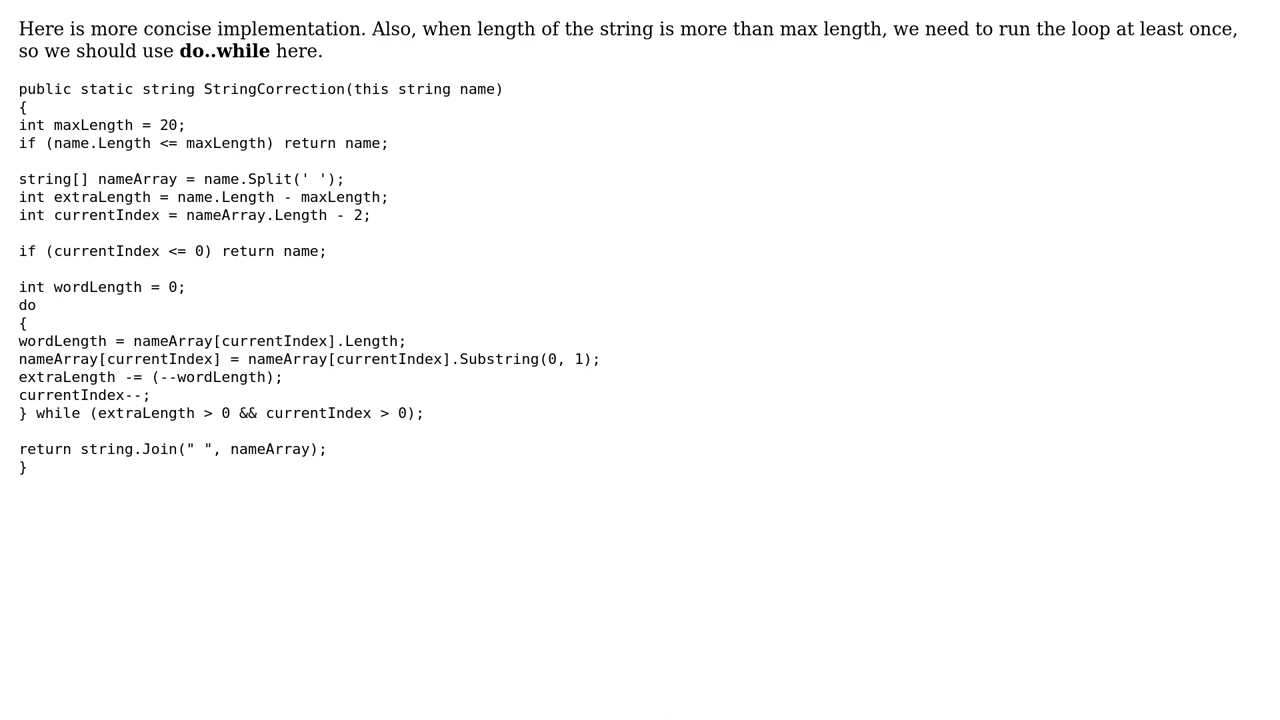 Here is more concise implementation. Also, when length of the string is more than max length, we need to run the loop at least once,
so we should use do..while here.
public static string StringCorrection(this string name)
{
int maxLength = 20;
if (name.Length <= maxLength) return name;
string[] nameArray = name.Split(' ');
int extraLength = name.Length - maxLength;
int currentIndex = nameArray.Length - 2;
if (currentIndex <= 0) return name;
int wordLength = 0;
do
{
wordLength = nameArray[currentIndex].Length;
nameArray[currentIndex] = nameArray[currentIndex].Substring(0, 1);
extraLength -= (--wordLength);
currentIndex--;
} while (extraLength > 0 && currentIndex > 0);
return string.Join(" ", nameArray);
}